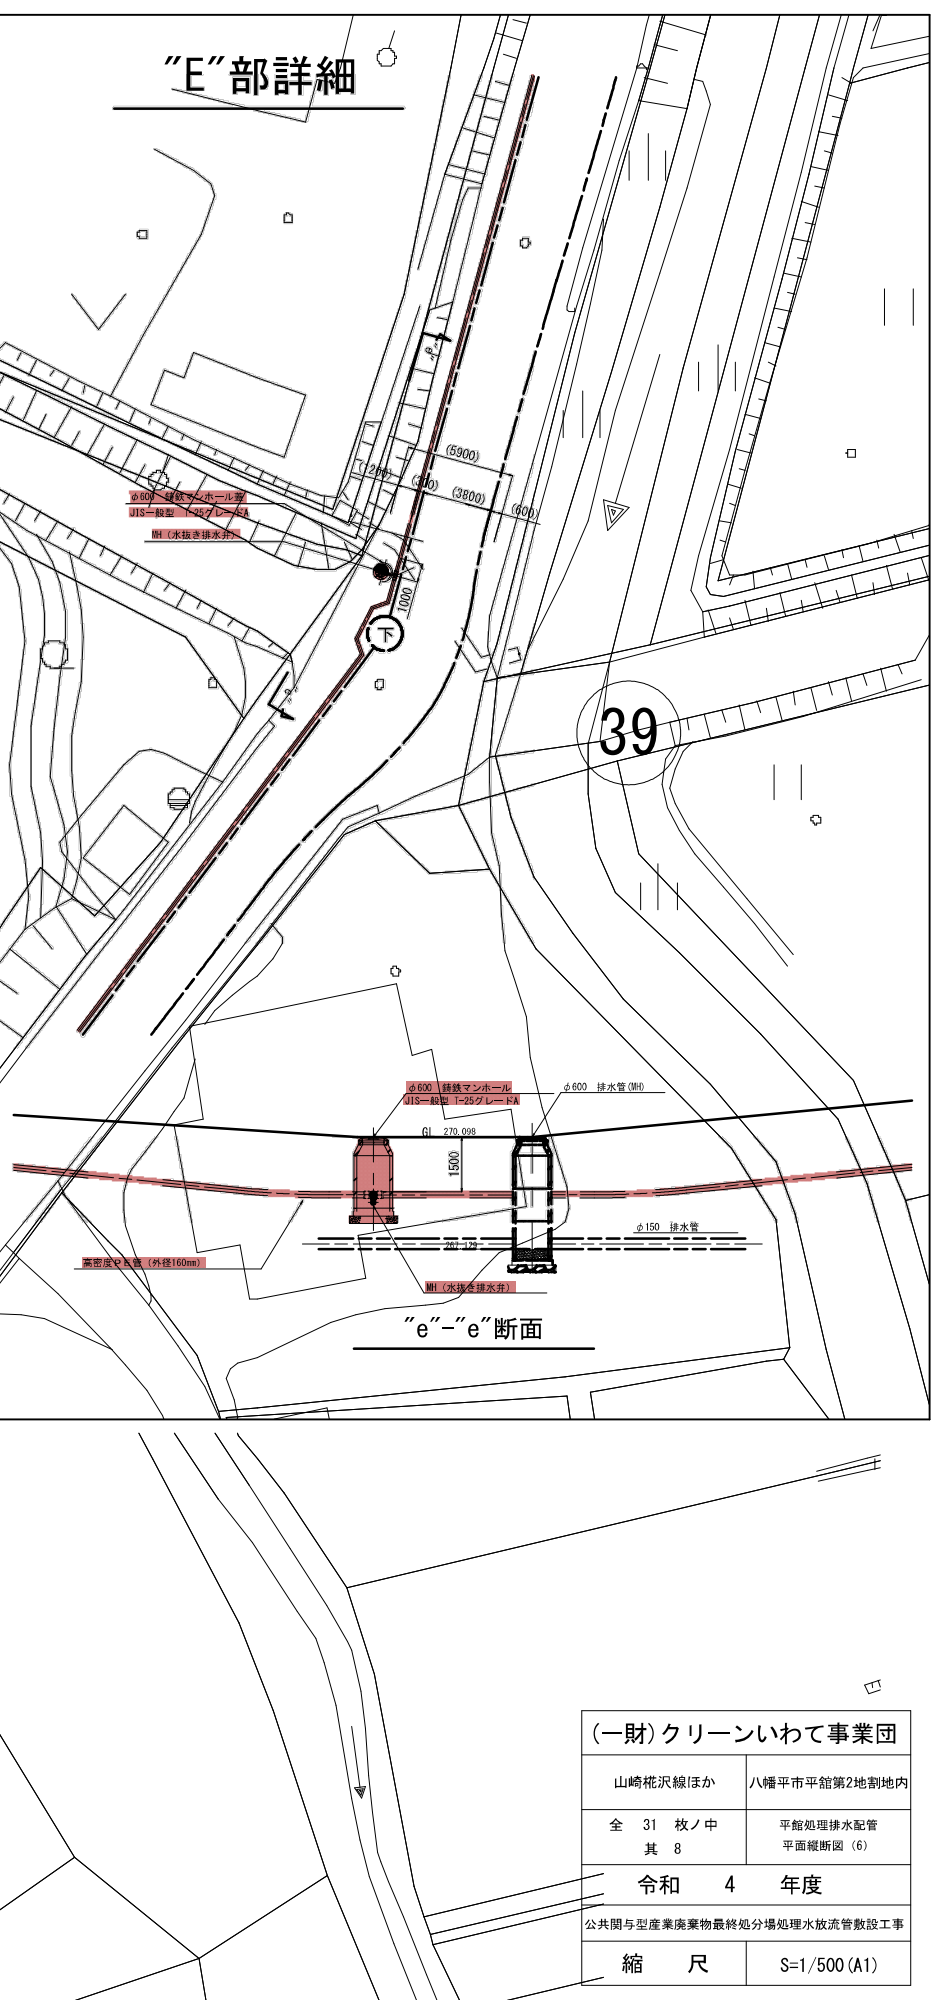 ″E″部詳細
″e″
(5900)
(1200)
(300)
(3800)
(600)
φ600 鋳鉄マンホール蓋
JIS一般型 T-25グレードA
MH（水抜き排水弁）
1000
下
″e″
39
φ600 鋳鉄マンホール
JIS一般型 T-25グレードA
φ600 排水管(MH)
GL 270.098
1500
φ150 排水管
267.129
高密度ＰＥ管（外径160mm）
MH（水抜き排水弁）
″e″−″e″断面
(一財)クリーンいわて事業団
山崎椛沢線ほか
八幡平市平舘第2地割地内
全 31 枚ノ中
其 8
平舘処理排水配管
平面縦断図（6）
令和 4 年度
公共関与型産業廃棄物最終処分場処理水放流管敷設工事
縮 尺
S=1/500(A1)